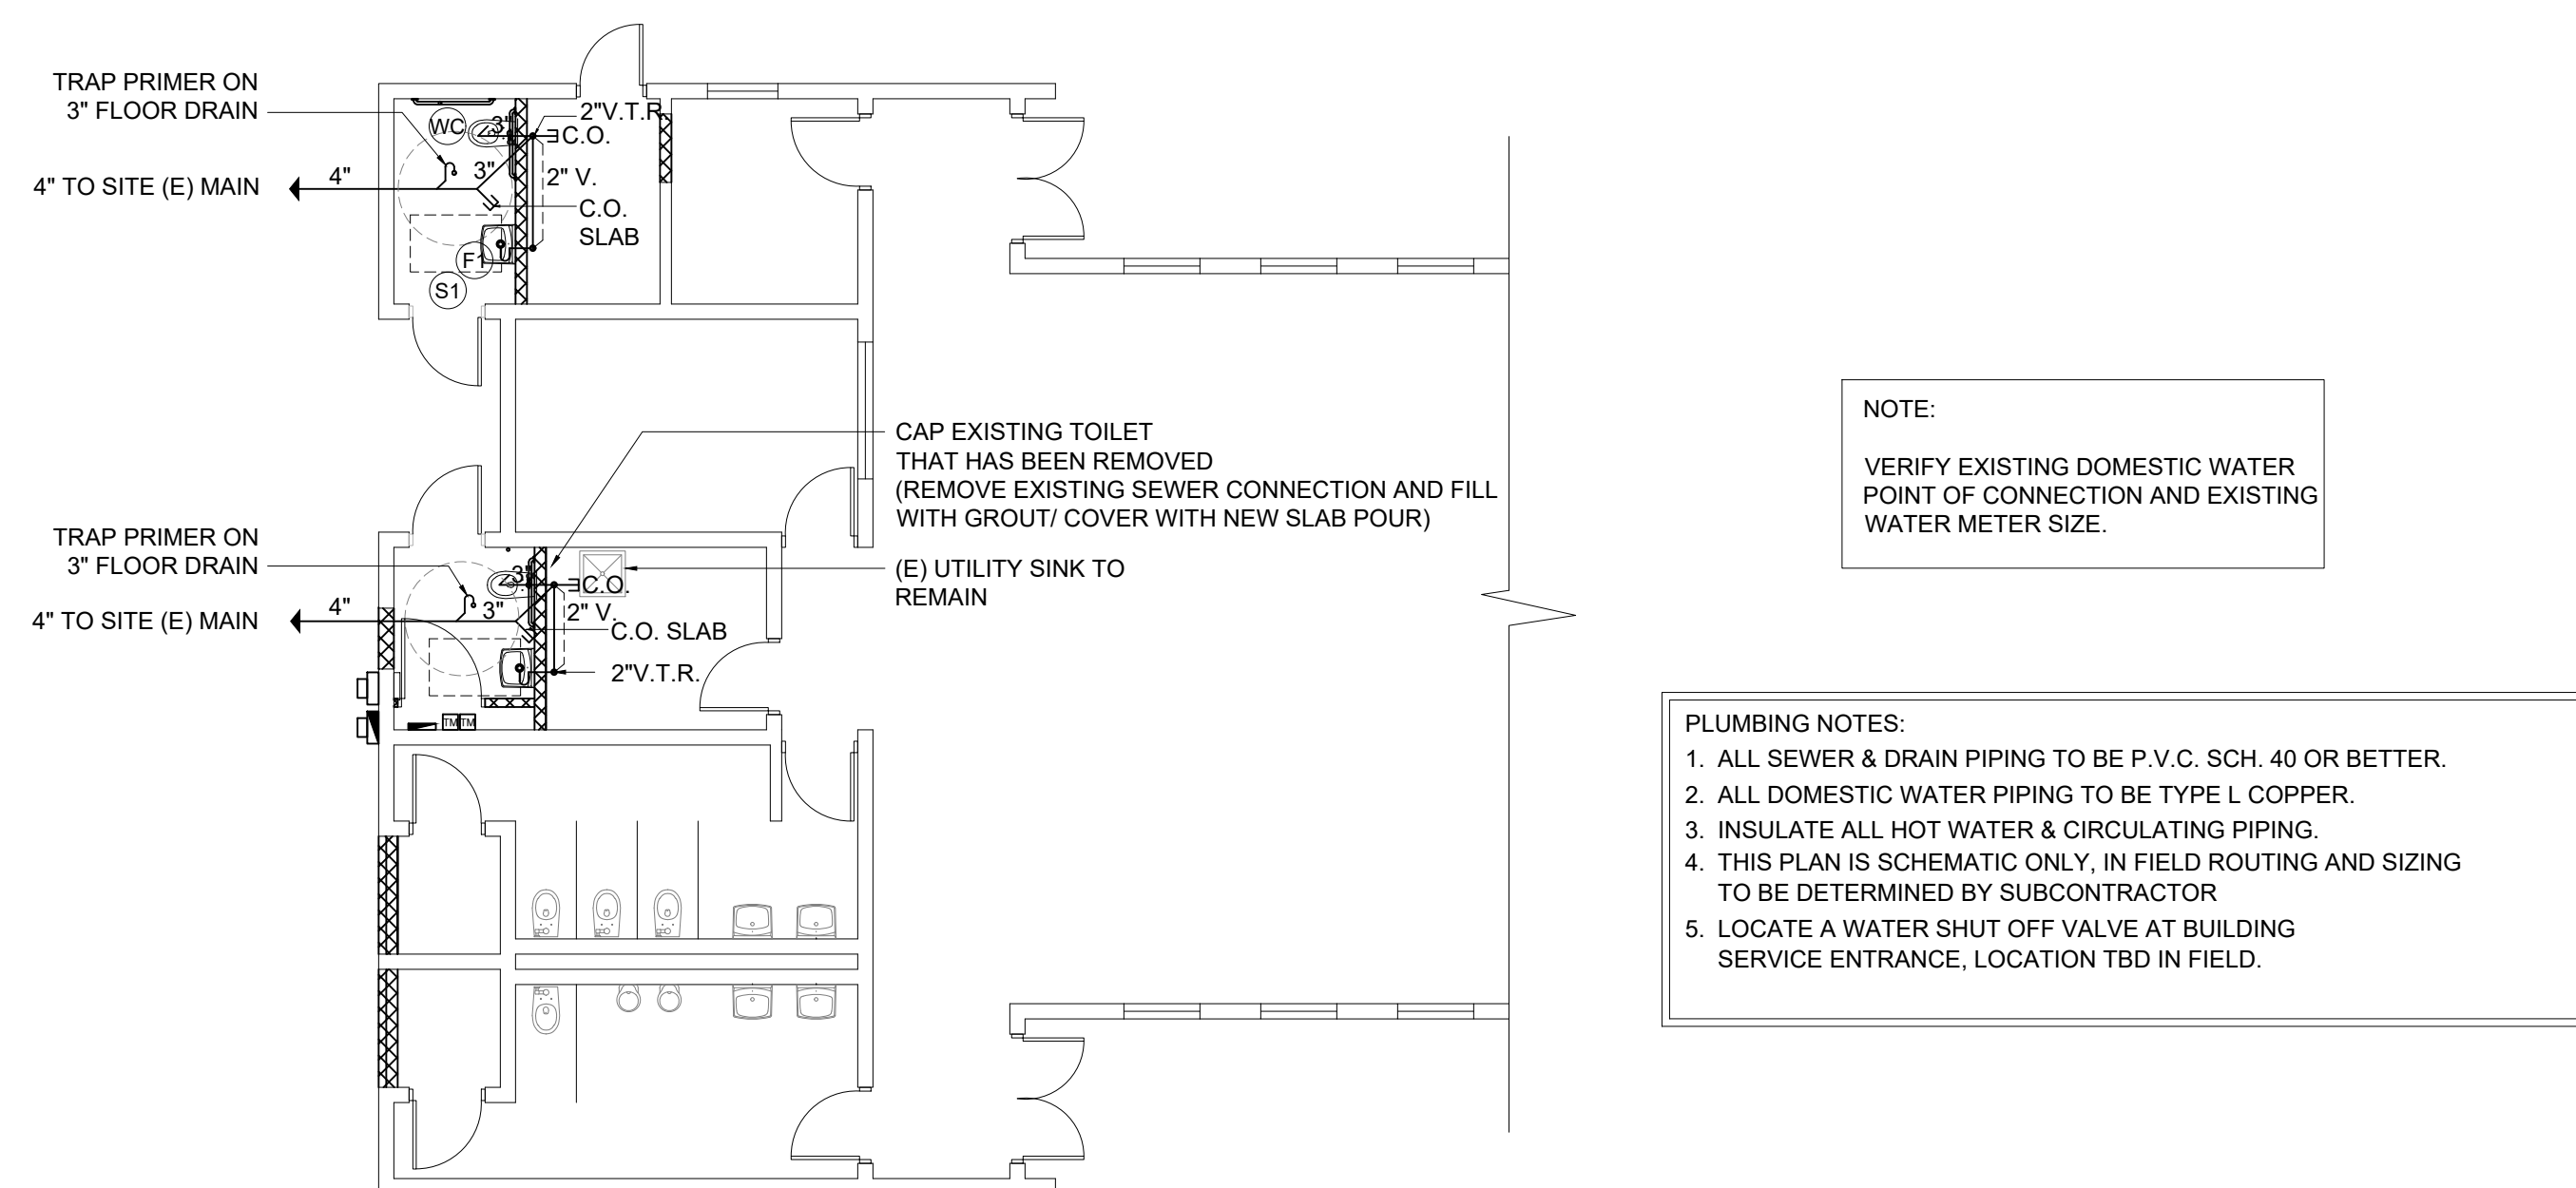 TRAP PRIMER ON
3" FLOOR DRAIN
4" TO SITE (E) MAIN
4"
WC
3"
3"
2"V.T.R
C.O.
2" V.
C.O.
SLAB
F1
S1
CAP EXISTING TOILET
THAT HAS BEEN REMOVED
(REMOVE EXISTING SEWER CONNECTION AND FILL
WITH GROUT/ COVER WITH NEW SLAB POUR)
(E) UTILITY SINK TO
REMAIN
TRAP PRIMER ON
3" FLOOR DRAIN
4" TO SITE (E) MAIN
4"
3"
3"
C.O.
2" V.
C.O. SLAB
2"V.T.R.
TM TM
NOTE:
VERIFY EXISTING DOMESTIC WATER
POINT OF CONNECTION AND EXISTING
WATER METER SIZE.
PLUMBING NOTES:
1. ALL SEWER & DRAIN PIPING TO BE P.V.C. SCH. 40 OR BETTER.
2. ALL DOMESTIC WATER PIPING TO BE TYPE L COPPER.
3. INSULATE ALL HOT WATER & CIRCULATING PIPING.
4. THIS PLAN IS SCHEMATIC ONLY, IN FIELD ROUTING AND SIZING
TO BE DETERMINED BY SUBCONTRACTOR
5. LOCATE A WATER SHUT OFF VALVE AT BUILDING
SERVICE ENTRANCE, LOCATION TBD IN FIELD.